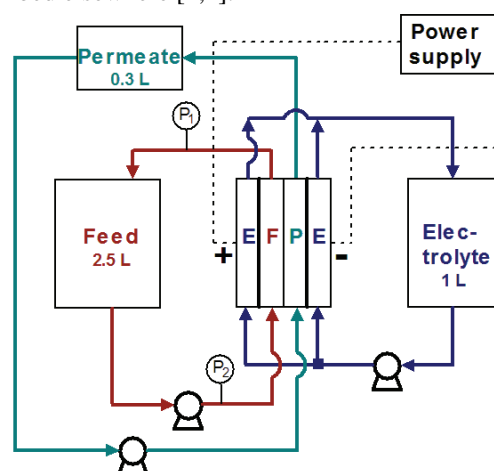 Power
supply
Permeate
0.3 L
P1
E F P E
+ -
Feed
2.5 L
Elec-
trolyte
1 L
P2